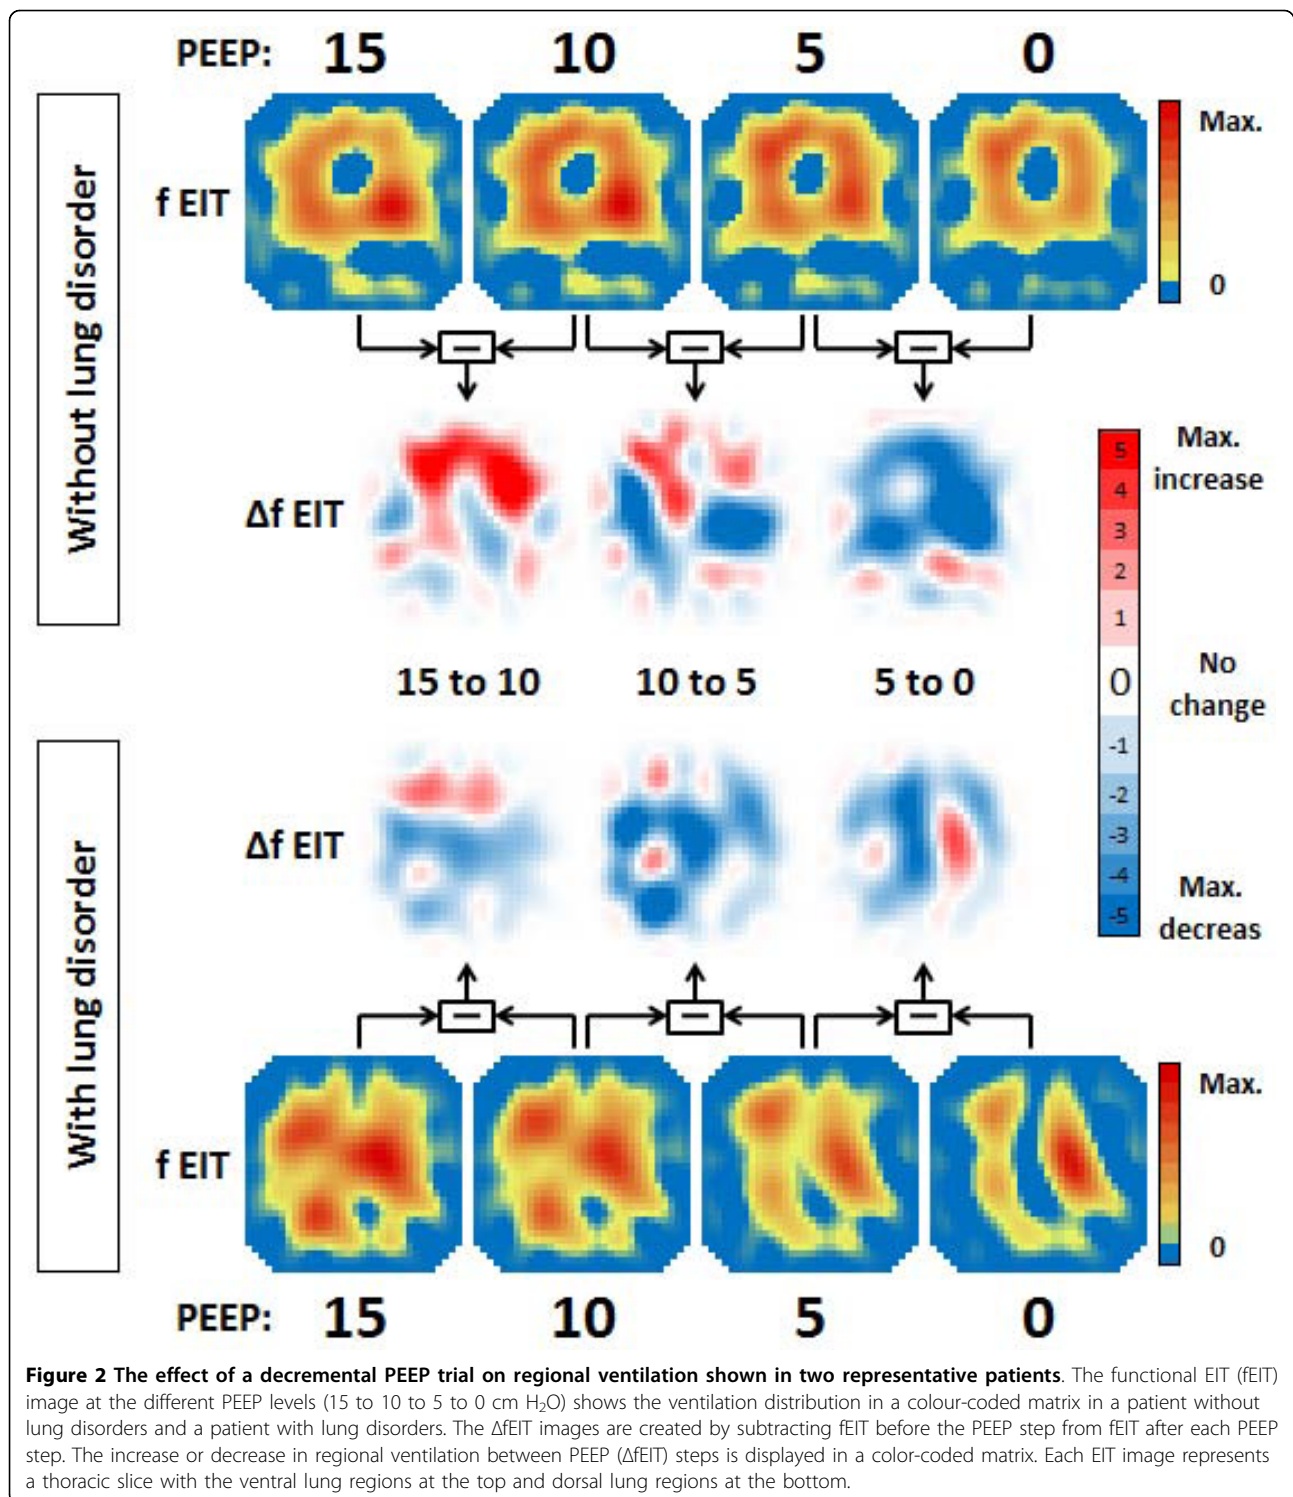 PEEP: 15 10 5 0
Without lung disorder
f EIT
Max.
0
Δf EIT
5
4
3
2
1
0
-1
-2
-3
-4
-5
Max.
increase
No
change
Max.
decreas
15 to 10 10 to 5 5 to 0
With lung disorder
Δf EIT
f EIT
Max.
0
PEEP: 15 10 5 0
Figure 2 The effect of a decremental PEEP trial on regional ventilation shown in two representative patients. The functional EIT (fEIT)
image at the different PEEP levels (15 to 10 to 5 to 0 cm H₂O) shows the ventilation distribution in a colour-coded matrix in a patient without
lung disorders and a patient with lung disorders. The ΔfEIT images are created by subtracting fEIT before the PEEP step from fEIT after each PEEP
step. The increase or decrease in regional ventilation between PEEP (ΔfEIT) steps is displayed in a color-coded matrix. Each EIT image represents
a thoracic slice with the ventral lung regions at the top and dorsal lung regions at the bottom.